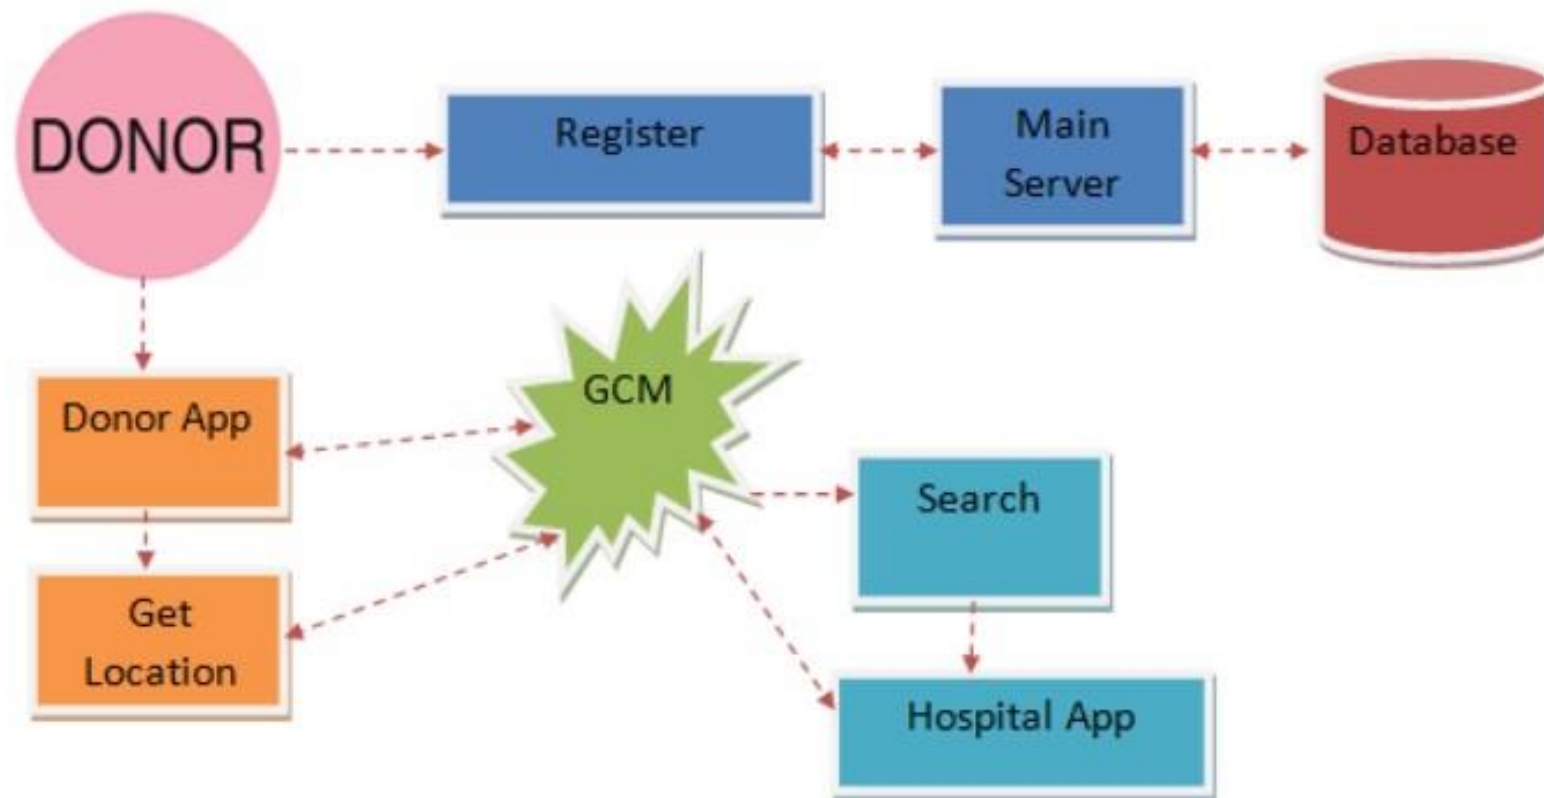 DONOR
Register
Main
Server
Database
GCM
Donor App
Search
Get
Location
Hospital App